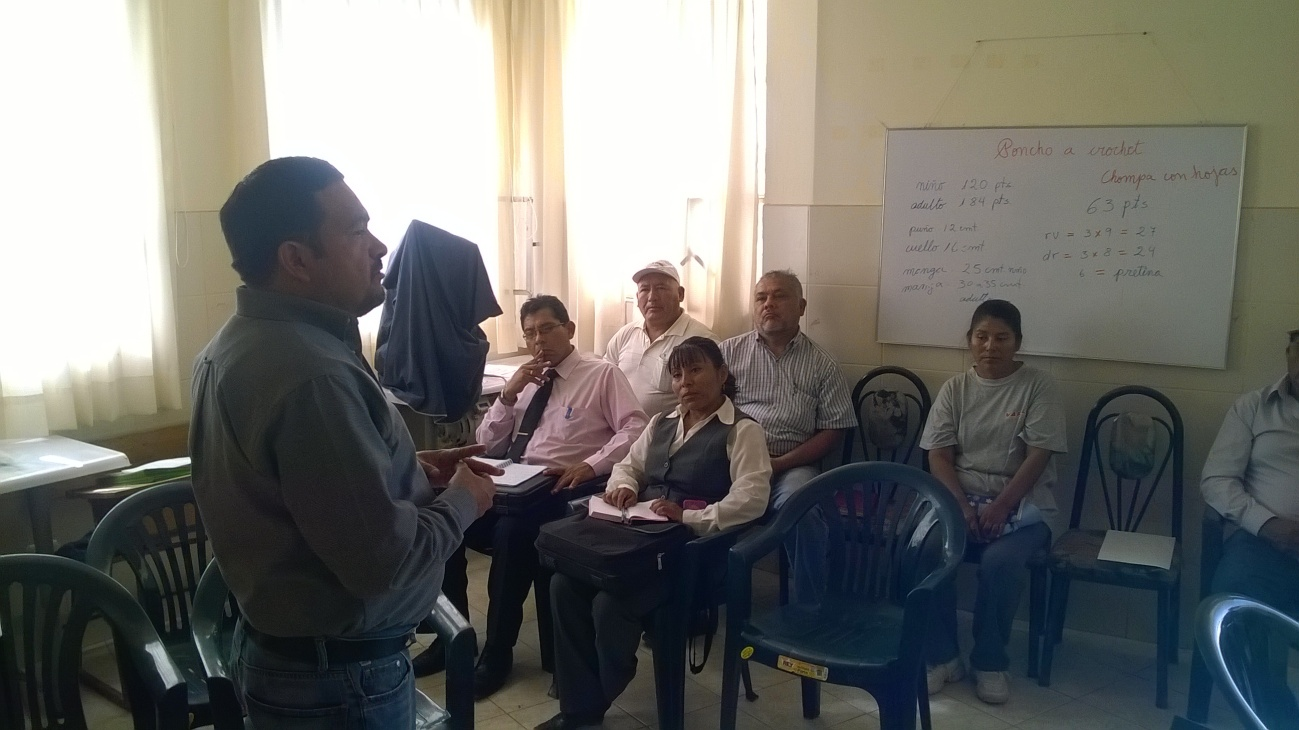 Poncho a crochet
niño 120 pts
adulto 184 pts
puño 12 cmt
cuello 16 cmt
manga 25 cmt niño
manga 30 a 35 cmt
adult
Chompa con hojas
63 pts
rv = 3 x 9 = 27
dr = 3 x 8 = 24
6 = pretina